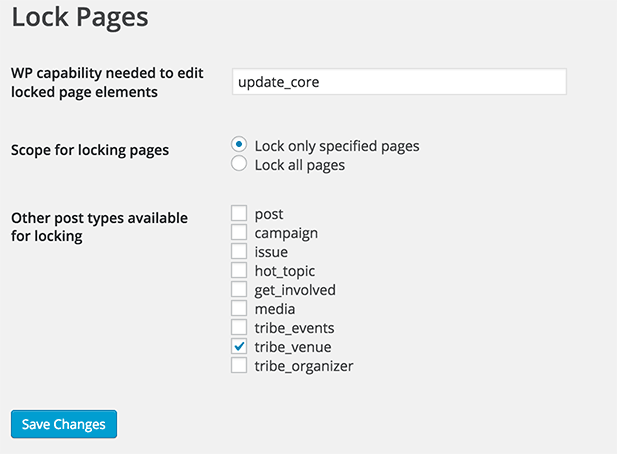 Lock Pages
WP capability needed to edit
locked page elements
update_core
Scope for locking pages
Lock only specified pages
Lock all pages
Other post types available
for locking
post
campaign
issue
hot_topic
get_involved
media
tribe_events
tribe_venue
tribe_organizer
Save Changes